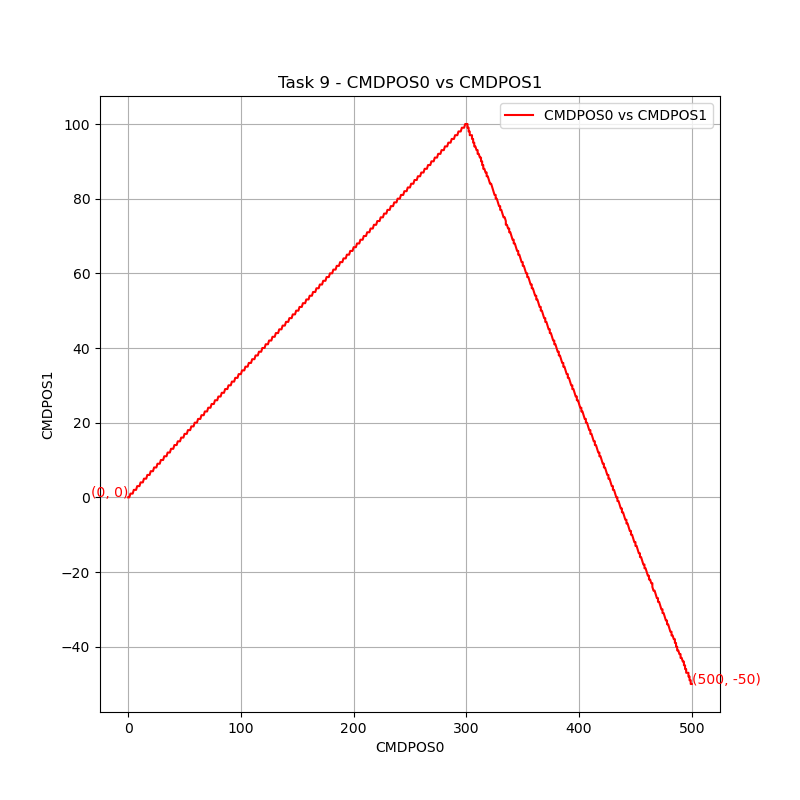 Task 9 - CMDPOS0 vs CMDPOS1
CMDPOS0 vs CMDPOS1
100
80
60
40
20
0
−20
−40
CMDPOS1
(0, 0)
(500, -50)
0 100 200 300 400 500
CMDPOS0